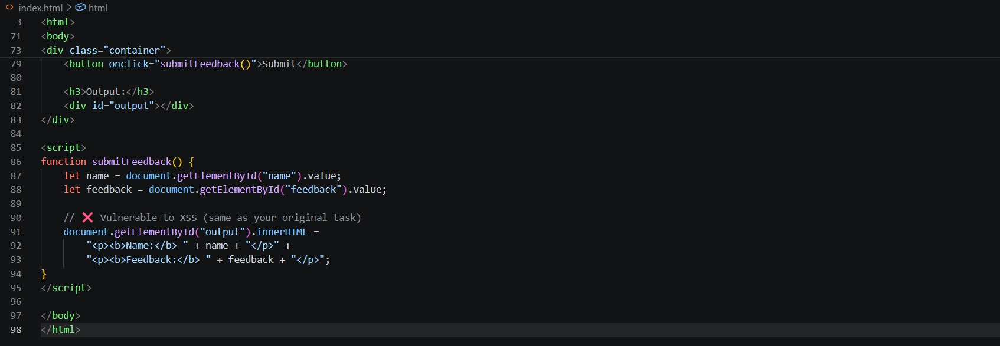 index.html > html
3 <html>
71 <body>
73 <div class="container">
79 <button onclick="submitFeedback()">Submit</button>
80
81 <h3>Output:</h3>
82 <div id="output"></div>
83 </div>
84
85 <script>
86 function submitFeedback() {
87 let name = document.getElementById("name").value;
88 let feedback = document.getElementById("feedback").value;
89
90 // ❌ Vulnerable to XSS (same as your original task)
91 document.getElementById("output").innerHTML =
92 "<p><b>Name:</b> " + name + "</p>" +
93 "<p><b>Feedback:</b> " + feedback + "</p>";
94 }
95 </script>
96
97 </body>
98 </html>